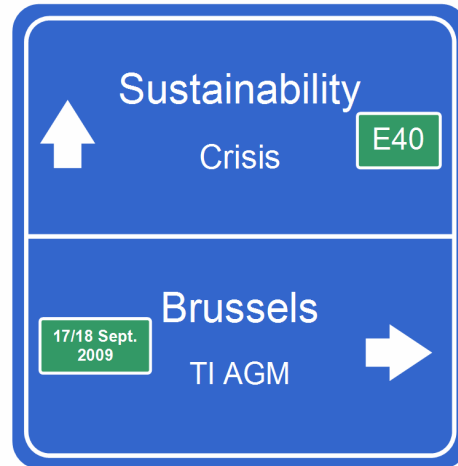 Sustainability
Crisis
E40
Brussels
17/18 Sept.
2009
TI AGM